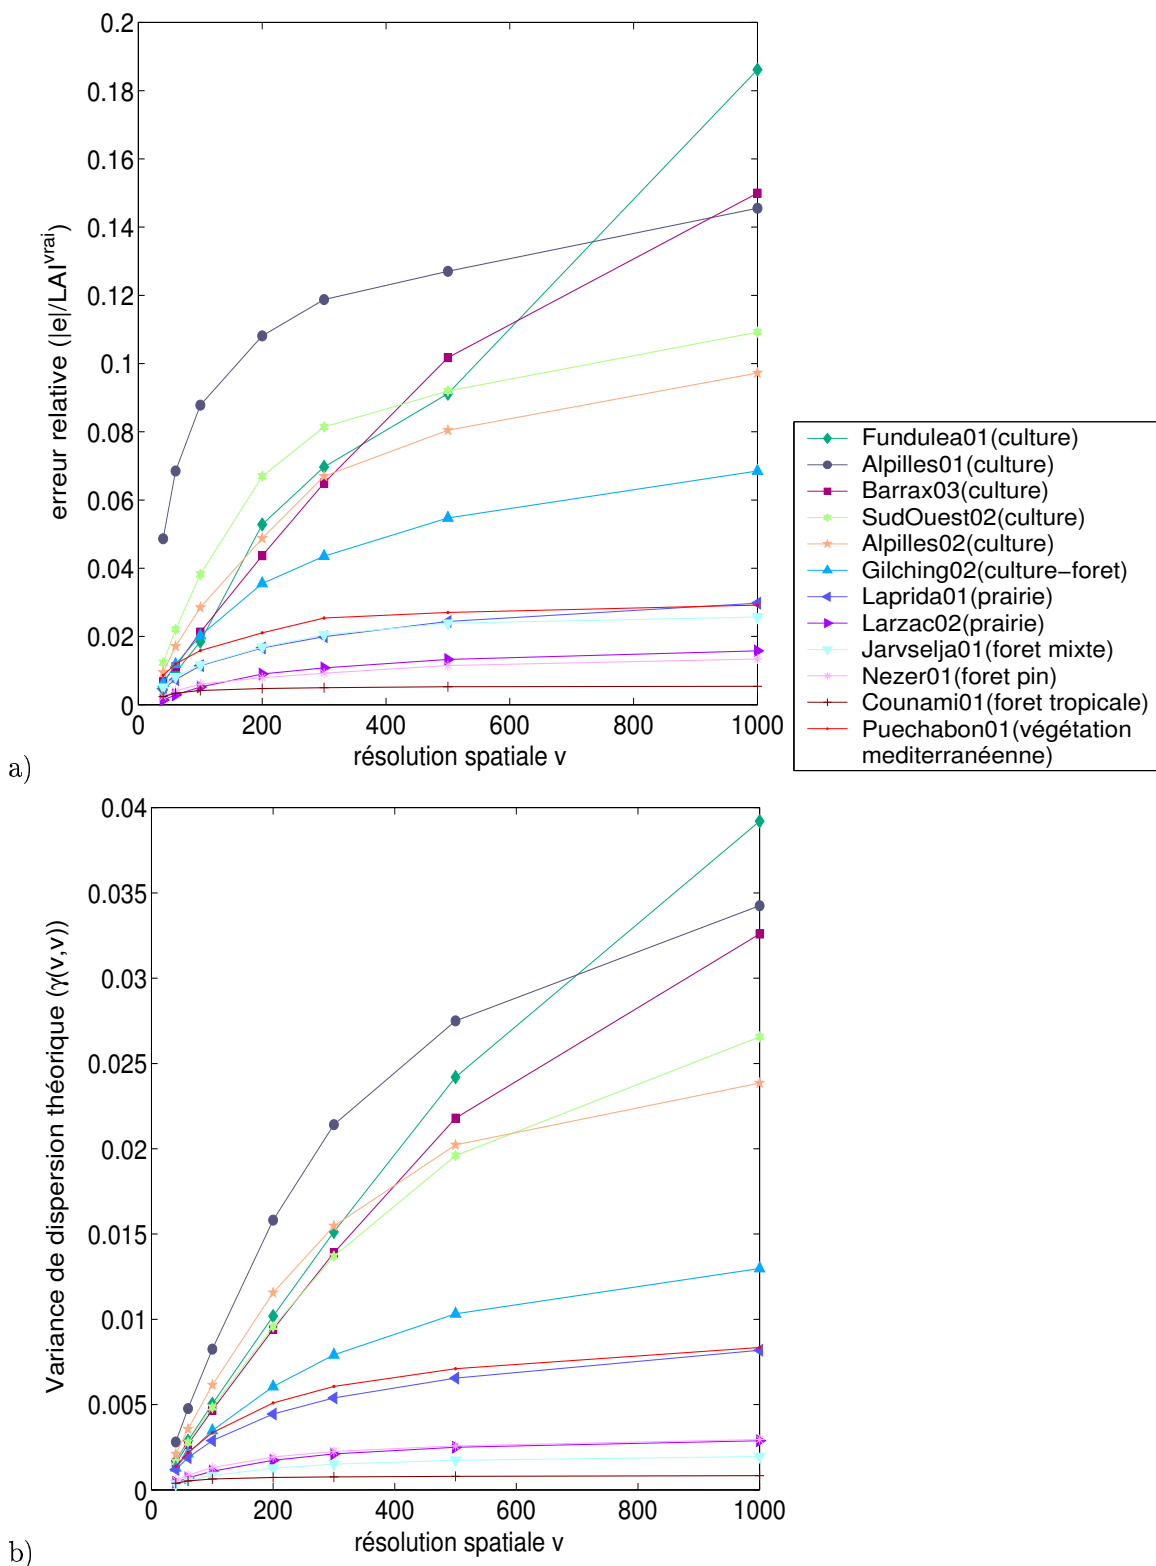 0.2
0.18
0.16
0.14
0.12
0.1
0.08
0.06
0.04
0.02
0
erreur relative (|e|/LAI^vrai)
0 200 400 600 800 1000
résolution spatiale v
a)
Fundulea01(culture)
Alpilles01(culture)
Barrax03(culture)
SudOuest02(culture)
Alpilles02(culture)
Gilching02(culture−foret)
Laprida01(prairie)
Larzac02(prairie)
Jarvselja01(foret mixte)
Nezer01(foret pin)
Counami01(foret tropicale)
Puechabon01(végétation
mediterranéenne)
0.04
0.035
0.03
0.025
0.02
0.015
0.01
0.005
0
Variance de dispersion théorique (γ(v,v))
0 200 400 600 800 1000
résolution spatiale v
b)